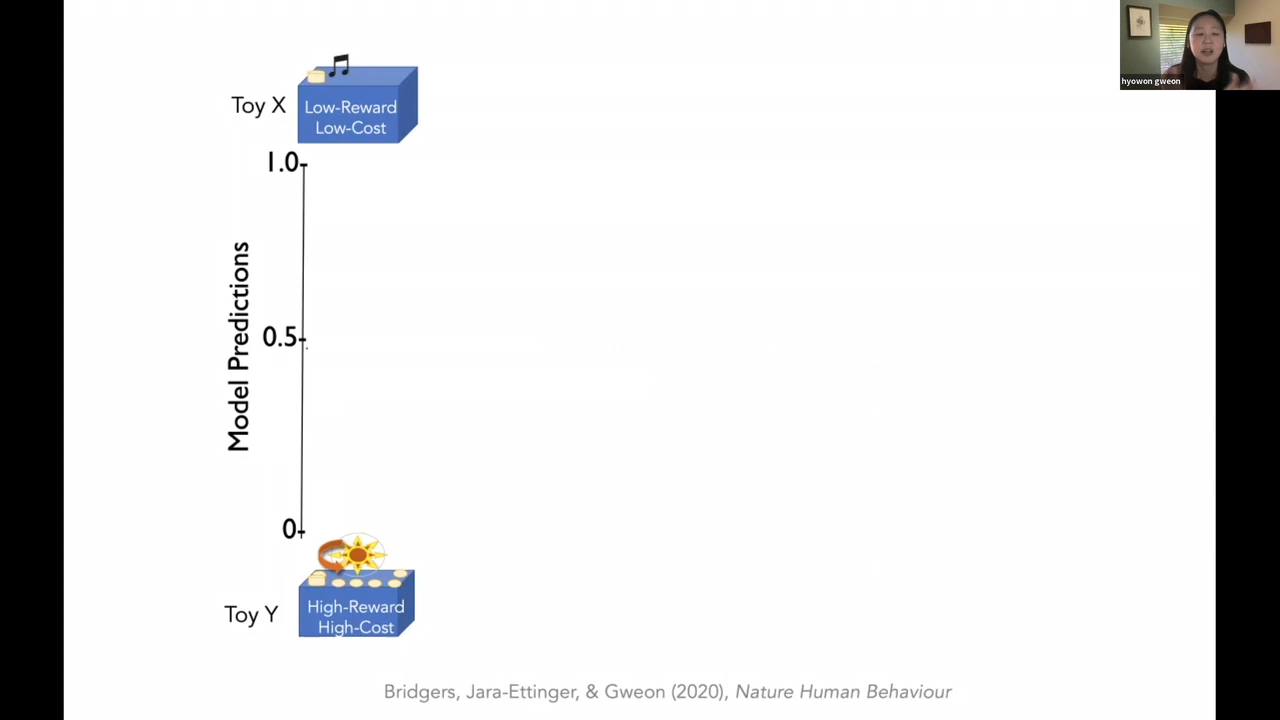 hyowon gweon
Toy X
Low-Reward
Low-Cost
1.0
Model Predictions
0.5
0
Toy Y
High-Reward
High-Cost
Bridgers, Jara-Ettinger, & Gweon (2020), Nature Human Behaviour